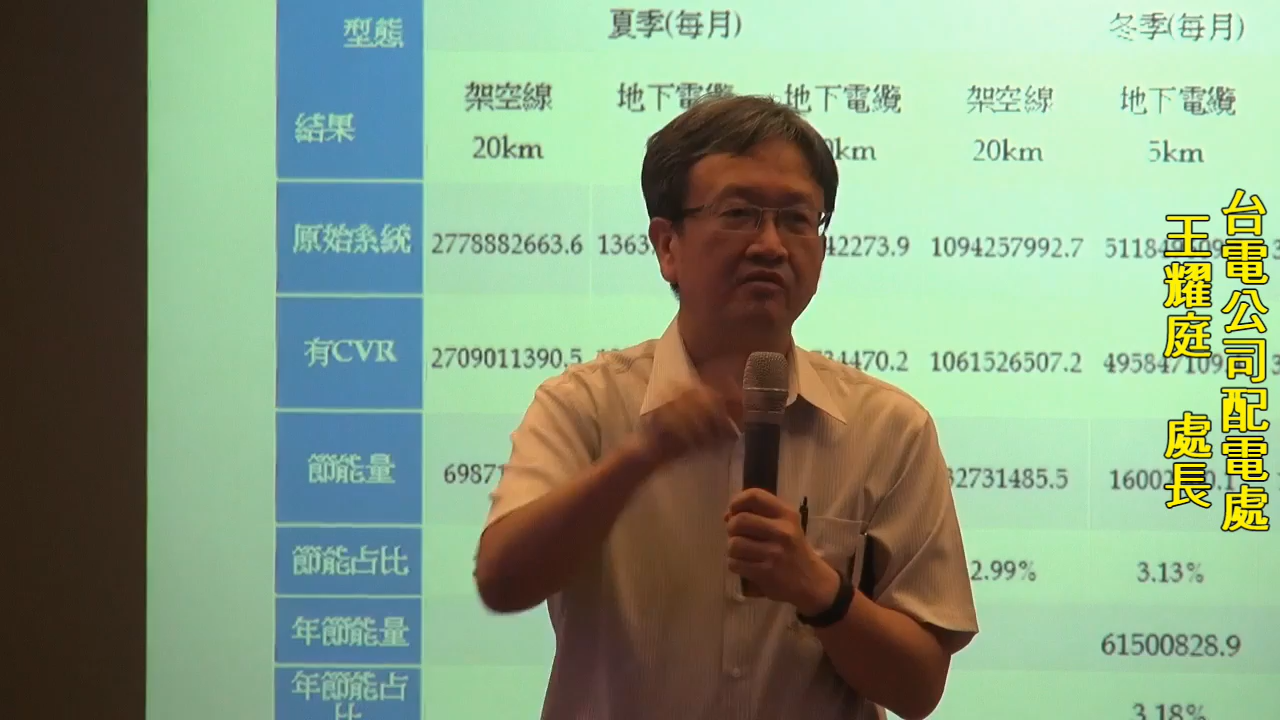 型態 夏季(每月) 冬季(每月)
結果 架空線 地下電纜 地下電纜 架空線 地下電纜
20km 20km 5km
原始系統 2778882663.6 1094257992.7
有CVR 2709011390.5 1061526507.2
節能量
節能占比 2.99% 3.13%
年節能量 61500828.9
年節能占比 3.18%
台電公司配電處
王耀庭 處長